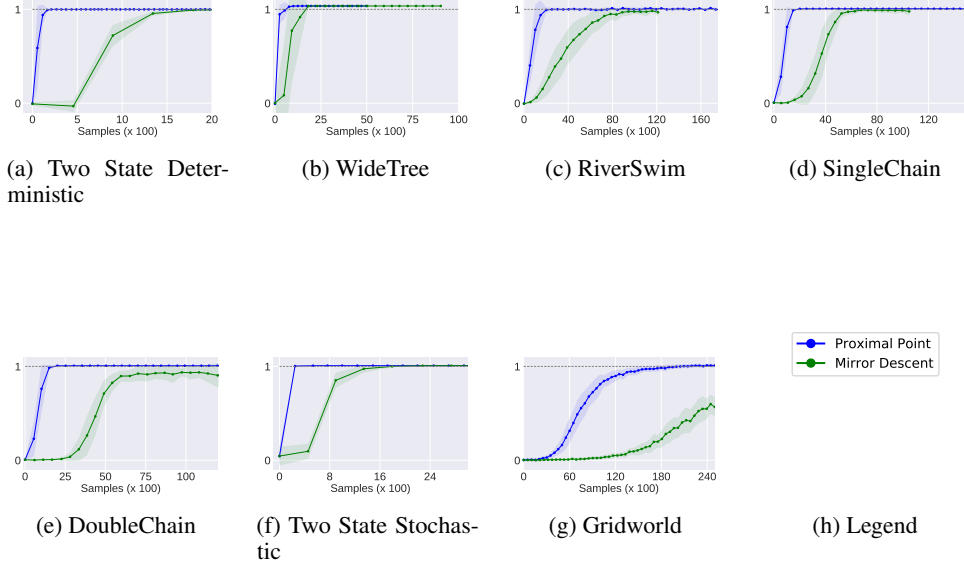 1
0
0 5 10 15 20
Samples (x 100)
(a) Two State Deter-
ministic
1
0
0 25 50 75 100
Samples (x 100)
(b) WideTree
1
0
0 40 80 120 160
Samples (x 100)
(c) RiverSwim
1
0
0 40 80 120
Samples (x 100)
(d) SingleChain
1
0
0 25 50 75 100
Samples (x 100)
(e) DoubleChain
1
0
0 8 16 24
Samples (x 100)
(f) Two State Stochas-
tic
1
0
0 60 120 180 240
Samples (x 100)
(g) Gridworld
Proximal Point
Mirror Descent
(h) Legend